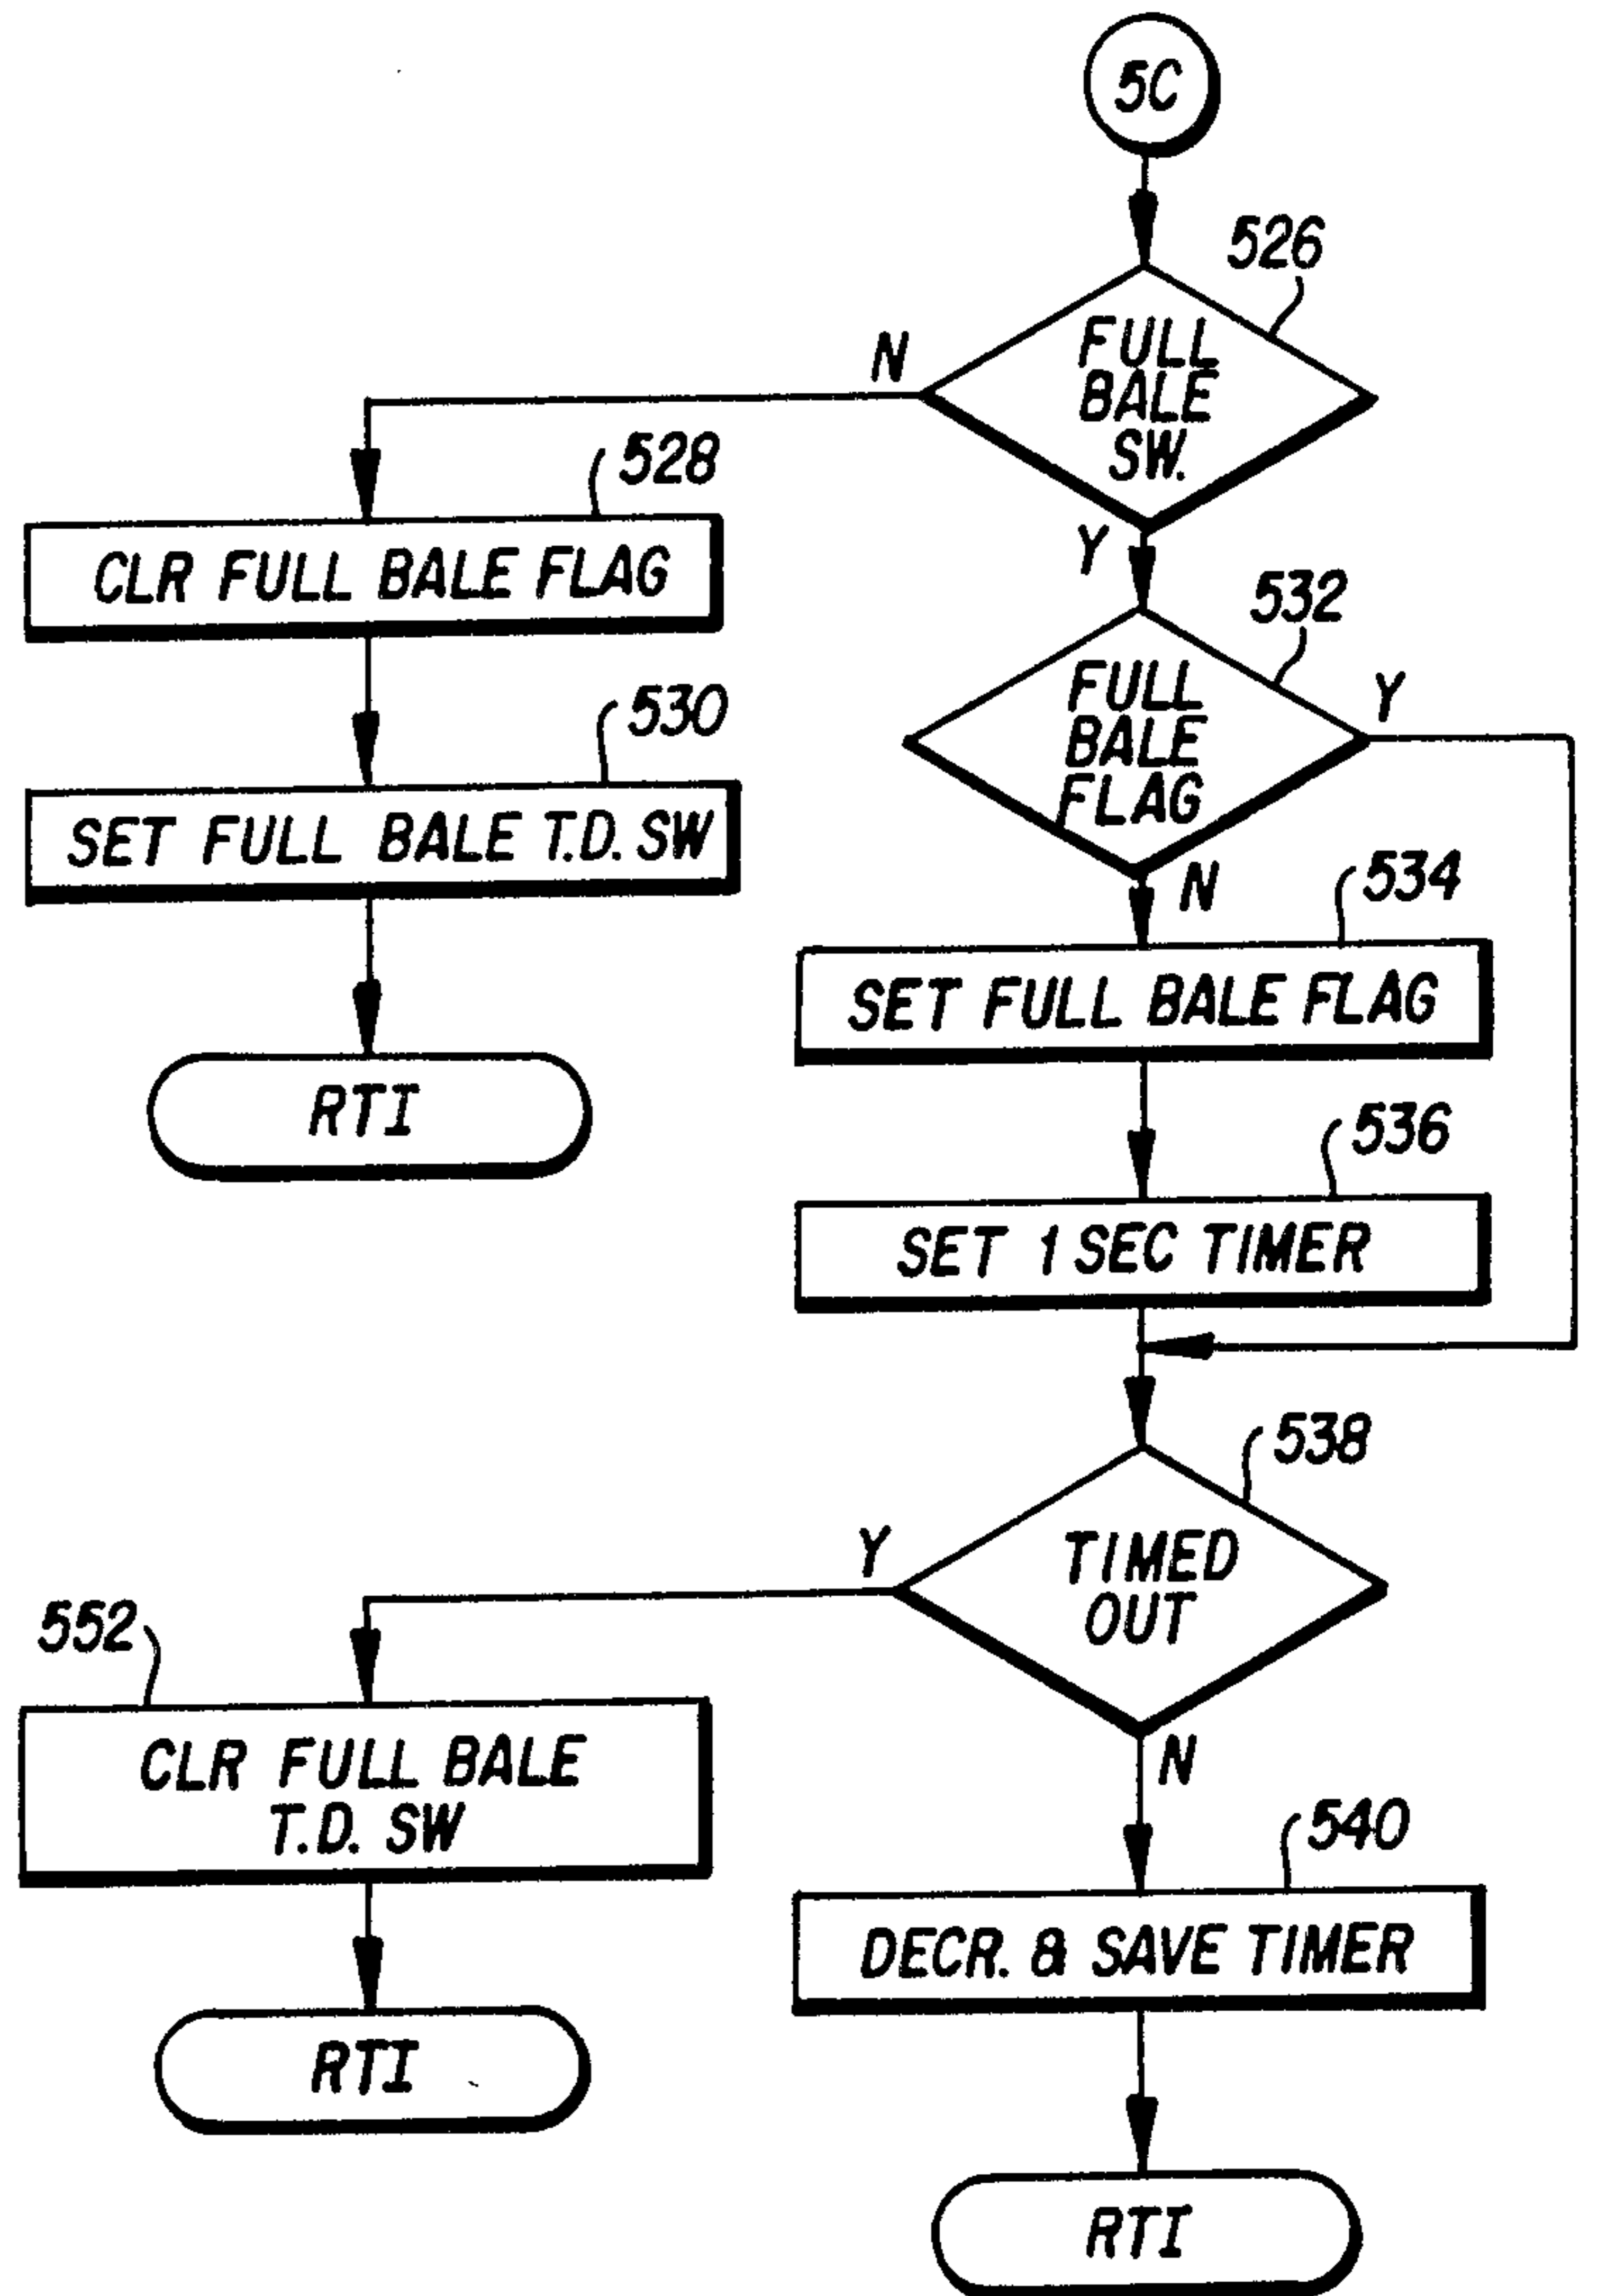 5C
526
FULL
BALE
SW.
N
Y
528
CLR FULL BALE FLAG
530
SET FULL BALE T.D. SW
RTI
532
FULL
BALE
FLAG
Y
N
534
SET FULL BALE FLAG
536
SET 1 SEC TIMER
538
TIMED
OUT
Y
N
552
CLR FULL BALE
T.D. SW
RTI
540
DECR. & SAVE TIMER
RTI